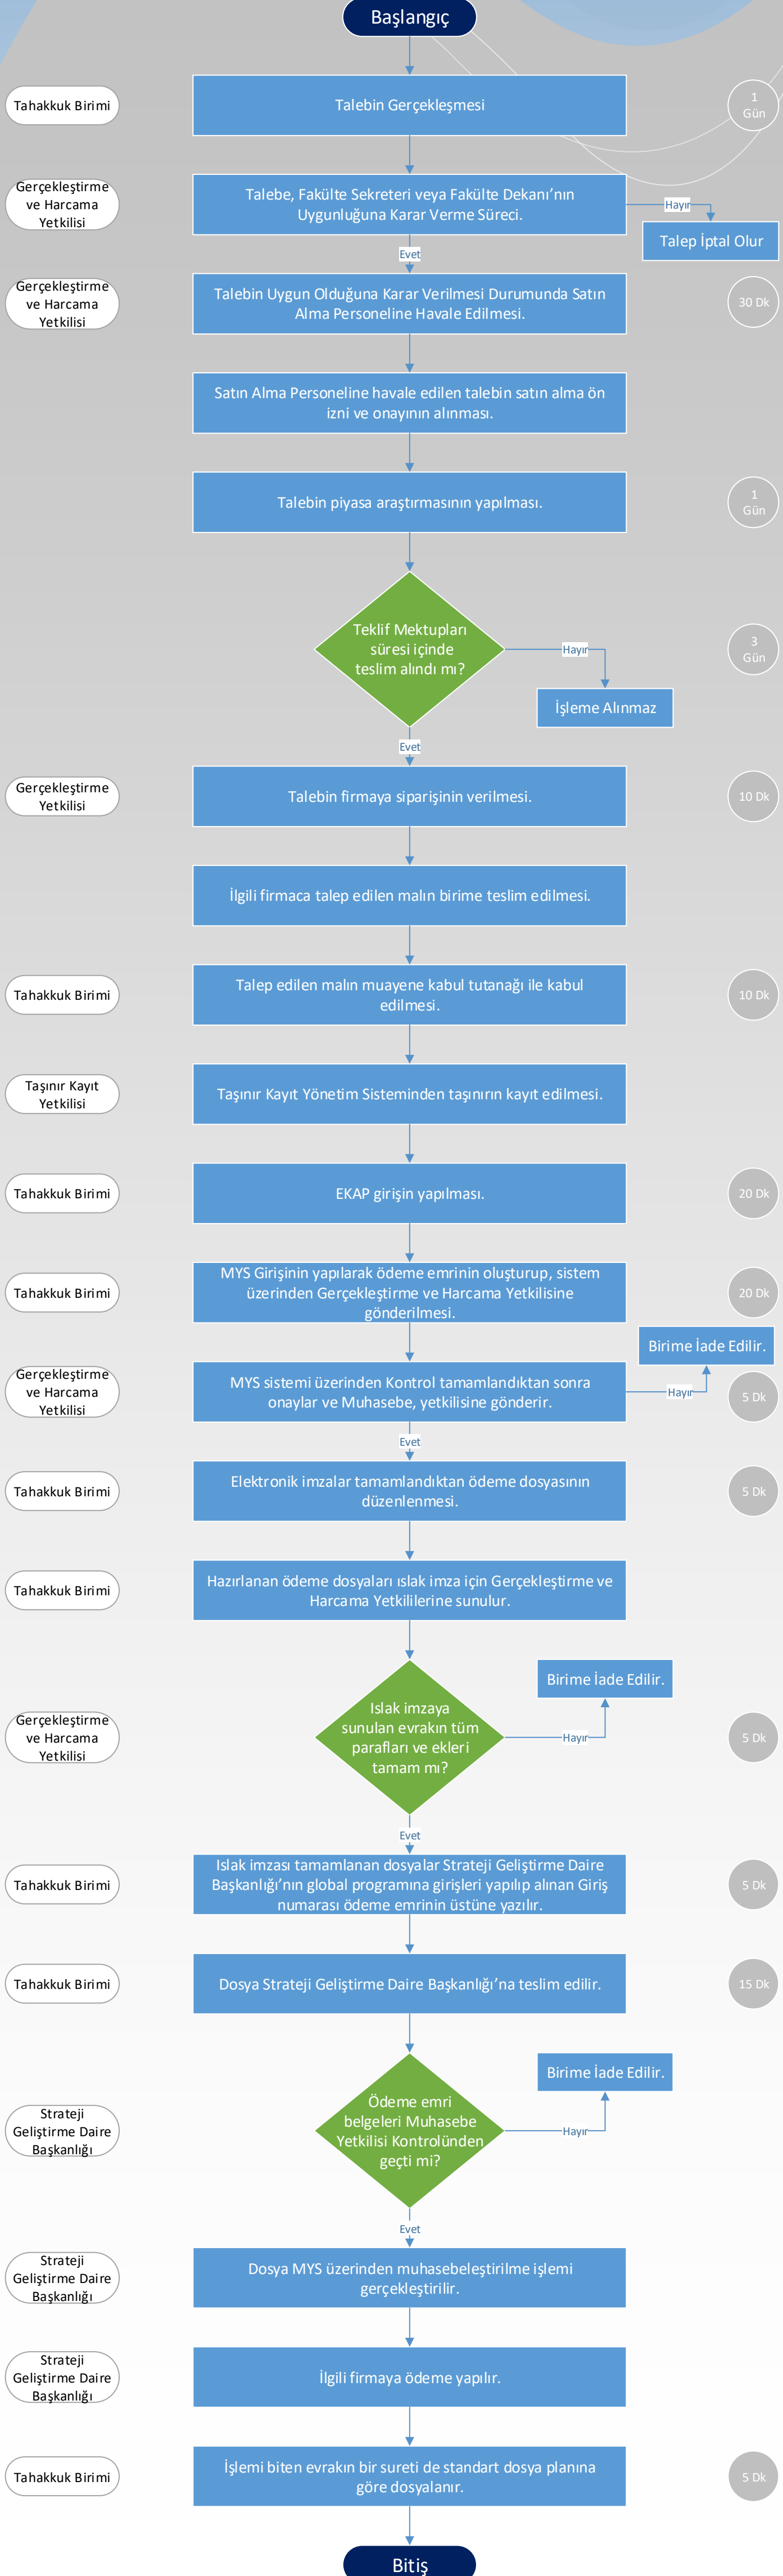 Başlangıç
Tahakkuk Birimi
Talebin Gerçekleşmesi
1
Gün
Gerçekleştirme
ve Harcama
Yetkilisi
Talebe, Fakülte Sekreteri veya Fakülte Dekanı’nın
Uygunluğuna Karar Verme Süreci.
Hayır
Talep İptal Olur
Evet
Gerçekleştirme
ve Harcama
Yetkilisi
Talebin Uygun Olduğuna Karar Verilmesi Durumunda Satın
Alma Personeline Havale Edilmesi.
30 Dk
Satın Alma Personeline havale edilen talebin satın alma ön
izni ve onayının alınması.
Talebin piyasa araştırmasının yapılması.
1
Gün
Teklif Mektupları
süresi içinde
teslim alındı mı?
Hayır
3
Gün
İşleme Alınmaz
Evet
Gerçekleştirme
Yetkilisi
Talebin firmaya siparişinin verilmesi.
10 Dk
İlgili firmaca talep edilen malın birime teslim edilmesi.
Tahakkuk Birimi
Talep edilen malın muayene kabul tutanağı ile kabul
edilmesi.
10 Dk
Taşınır Kayıt
Yetkilisi
Taşınır Kayıt Yönetim Sisteminden taşınırın kayıt edilmesi.
Tahakkuk Birimi
EKAP girişin yapılması.
20 Dk
Tahakkuk Birimi
MYS Girişinin yapılarak ödeme emrinin oluşturup, sistem
üzerinden Gerçekleştirme ve Harcama Yetkilisine
gönderilmesi.
20 Dk
Birime İade Edilir.
Gerçekleştirme
ve Harcama
Yetkilisi
MYS sistemi üzerinden Kontrol tamamlandıktan sonra
onaylar ve Muhasebe, yetkilisine gönderir.
Hayır
5 Dk
Evet
Tahakkuk Birimi
Elektronik imzalar tamamlandıktan ödeme dosyasının
düzenlenmesi.
5 Dk
Tahakkuk Birimi
Hazırlanan ödeme dosyaları ıslak imza için Gerçekleştirme ve
Harcama Yetkililerine sunulur.
Birime İade Edilir.
Gerçekleştirme
ve Harcama
Yetkilisi
Islak imzaya
sunulan evrakın tüm
parafları ve ekleri
tamam mı?
Hayır
5 Dk
Evet
Tahakkuk Birimi
Islak imzası tamamlanan dosyalar Strateji Geliştirme Daire
Başkanlığı’nın global programına girişleri yapılıp alınan Giriş
numarası ödeme emrinin üstüne yazılır.
5 Dk
Tahakkuk Birimi
Dosya Strateji Geliştirme Daire Başkanlığı’na teslim edilir.
15 Dk
Birime İade Edilir.
Strateji
Geliştirme Daire
Başkanlığı
Ödeme emri
belgeleri Muhasebe
Yetkilisi Kontrolünden
geçti mi?
Hayır
Evet
Strateji
Geliştirme Daire
Başkanlığı
Dosya MYS üzerinden muhasebeleştirilme işlemi
gerçekleştirilir.
Strateji
Geliştirme Daire
Başkanlığı
İlgili firmaya ödeme yapılır.
Tahakkuk Birimi
İşlemi biten evrakın bir sureti de standart dosya planına
göre dosyalanır.
5 Dk
Bitiş